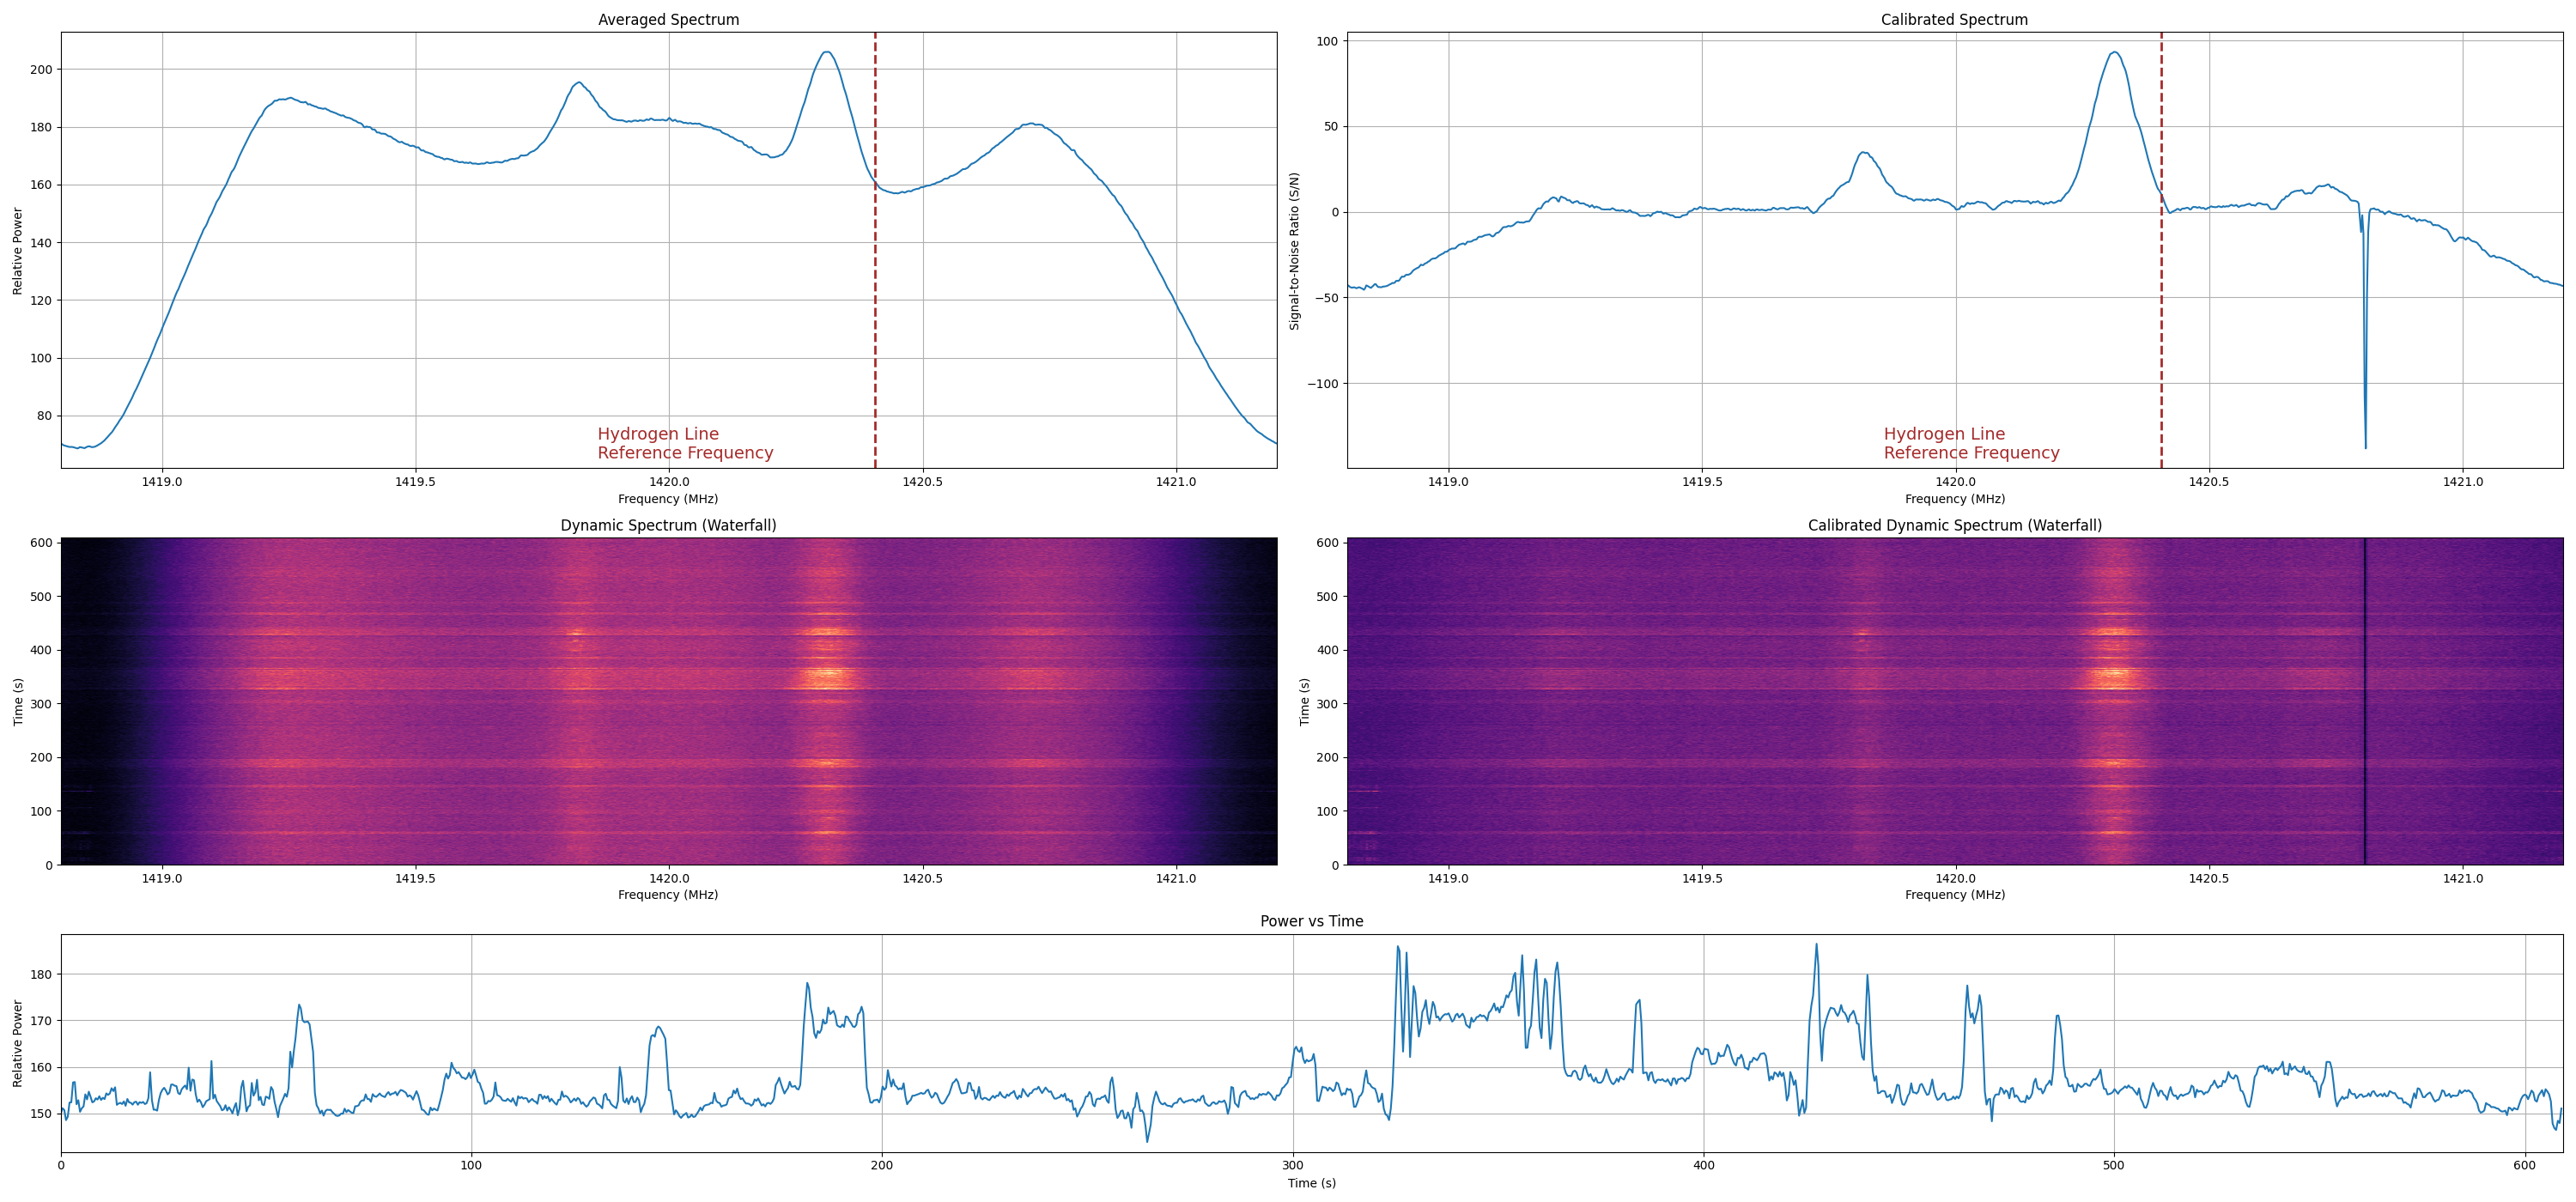 Averaged Spectrum
Relative Power
200
180
160
140
120
100
80
Hydrogen Line
Reference Frequency
1419.0 1419.5 1420.0 1420.5 1421.0
Frequency (MHz)
Calibrated Spectrum
Signal-to-Noise Ratio (S/N)
100
50
0
−50
−100
Hydrogen Line
Reference Frequency
1419.0 1419.5 1420.0 1420.5 1421.0
Frequency (MHz)
Dynamic Spectrum (Waterfall)
Time (s)
600
500
400
300
200
100
0
1419.0 1419.5 1420.0 1420.5 1421.0
Frequency (MHz)
Calibrated Dynamic Spectrum (Waterfall)
Time (s)
600
500
400
300
200
100
0
1419.0 1419.5 1420.0 1420.5 1421.0
Frequency (MHz)
Power vs Time
Relative Power
180
170
160
150
0 100 200 300 400 500 600
Time (s)